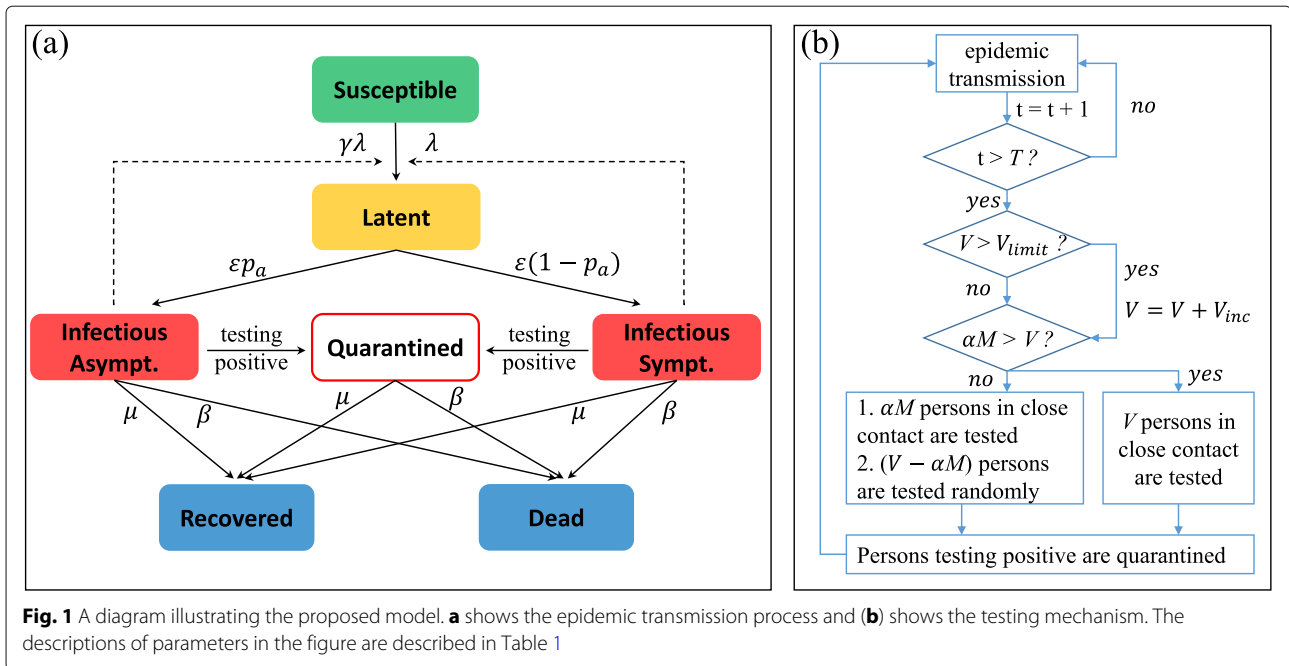 (a)
Susceptible
γλ
λ
Latent
εpₐ
ε(1 − pₐ)
Infectious
Asympt.
testing
positive
Quarantined
testing
positive
Infectious
Sympt.
μ
β
μ
β
μ
β
Recovered
Dead
(b)
epidemic
transmission
t = t + 1
no
t > T ?
yes
V > V_limit ?
yes
no
V = V + V_inc
αM > V ?
no
yes
1. αM persons in close
contact are tested
2. (V − αM) persons
are tested randomly
V persons in
close contact
are tested
Persons testing positive are quarantined
Fig. 1 A diagram illustrating the proposed model. a shows the epidemic transmission process and (b) shows the testing mechanism. The
descriptions of parameters in the figure are described in Table 1